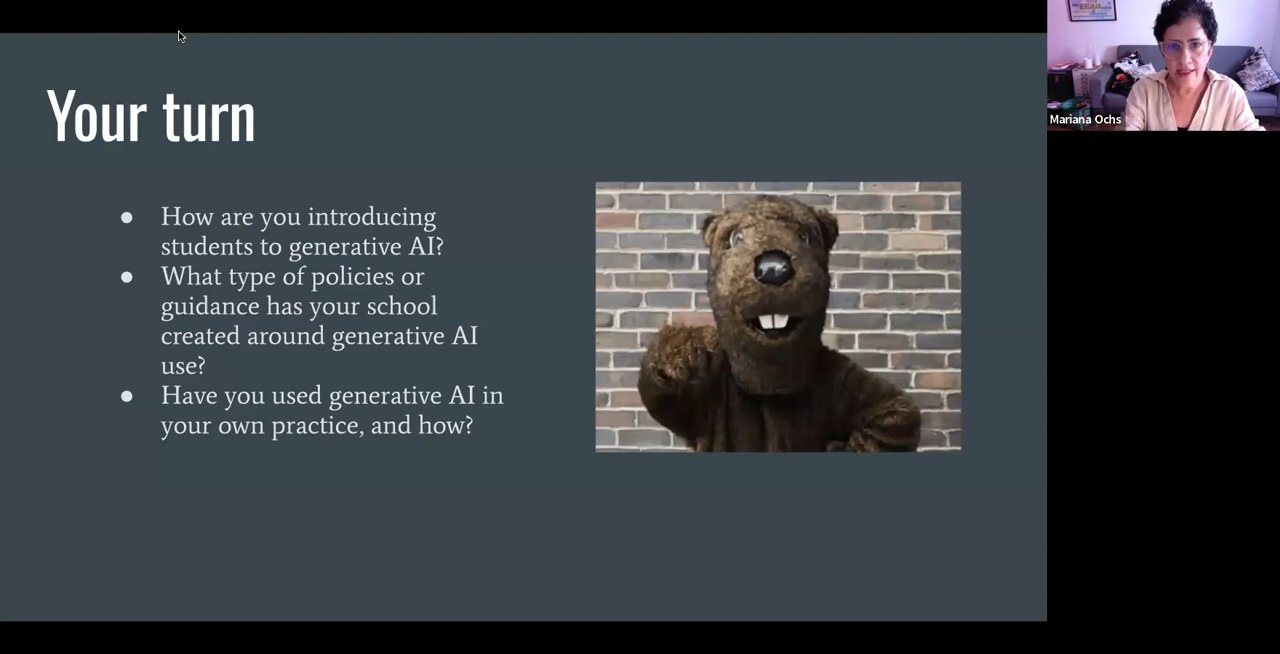 Your turn
● How are you introducing
students to generative AI?
● What type of policies or
guidance has your school
created around generative AI
use?
● Have you used generative AI in
your own practice, and how?
BERGMAN
Mariana Ochs